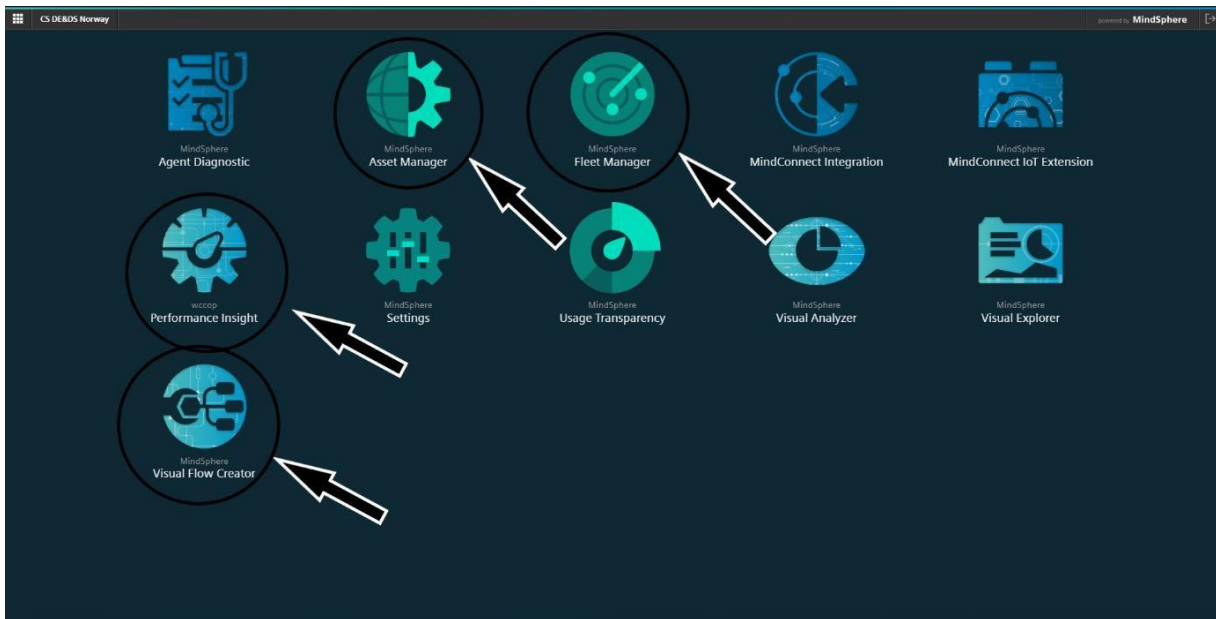 CS DE&DS Norway
powered by MindSphere
MindSphere
Agent Diagnostic
MindSphere
Asset Manager
MindSphere
Fleet Manager
MindSphere
MindConnect Integration
MindSphere
MindConnect IoT Extension
wccop
Performance Insight
MindSphere
Settings
MindSphere
Usage Transparency
MindSphere
Visual Analyzer
MindSphere
Visual Explorer
MindSphere
Visual Flow Creator